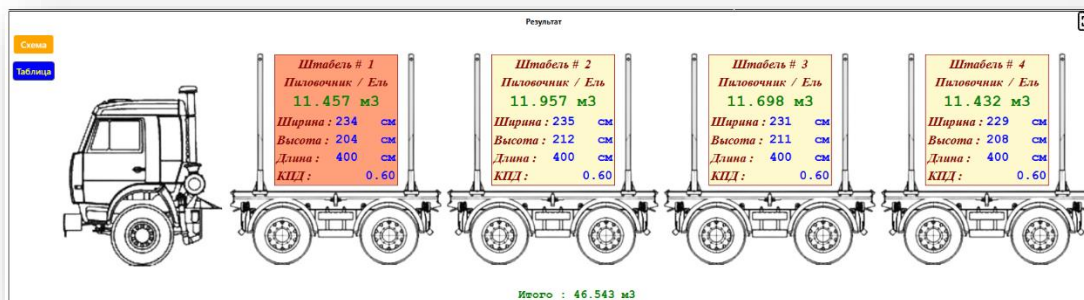 Результат
Схема
Таблица
Штабель # 1
Пиловочник / Ель
11.457 м3
Ширина : 234 см
Высота : 204 см
Длина : 400 см
КПД : 0.60
Штабель # 2
Пиловочник / Ель
11.957 м3
Ширина : 235 см
Высота : 212 см
Длина : 400 см
КПД : 0.60
Штабель # 3
Пиловочник / Ель
11.698 м3
Ширина : 231 см
Высота : 211 см
Длина : 400 см
КПД : 0.60
Штабель # 4
Пиловочник / Ель
11.432 м3
Ширина : 229 см
Высота : 208 см
Длина : 400 см
КПД : 0.60
Итого : 46.543 м3